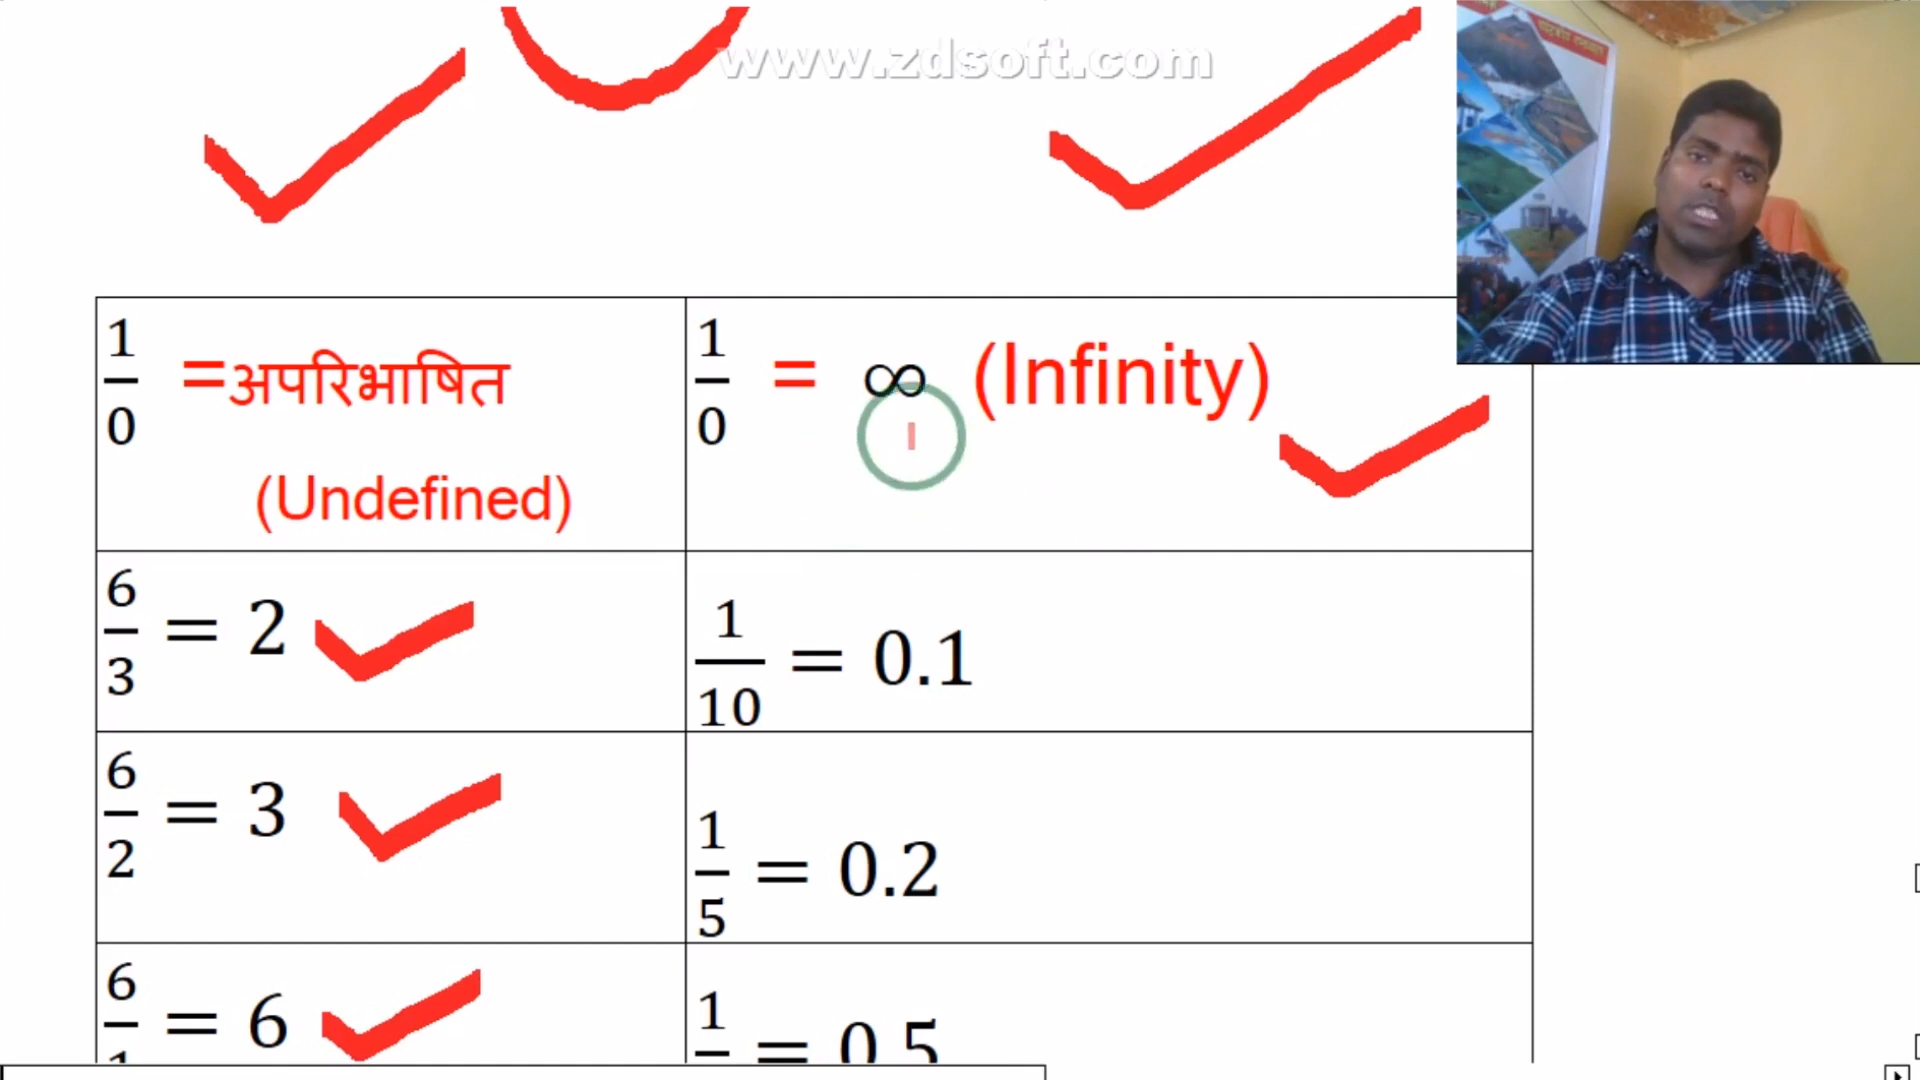 www.zdsoft.com
1/0 =अपरिभाषित
(Undefined)
1/0 = ∞ (Infinity)
6/3 = 2
1/10 = 0.1
6/2 = 3
1/5 = 0.2
6/1 = 6
1 = 0.5